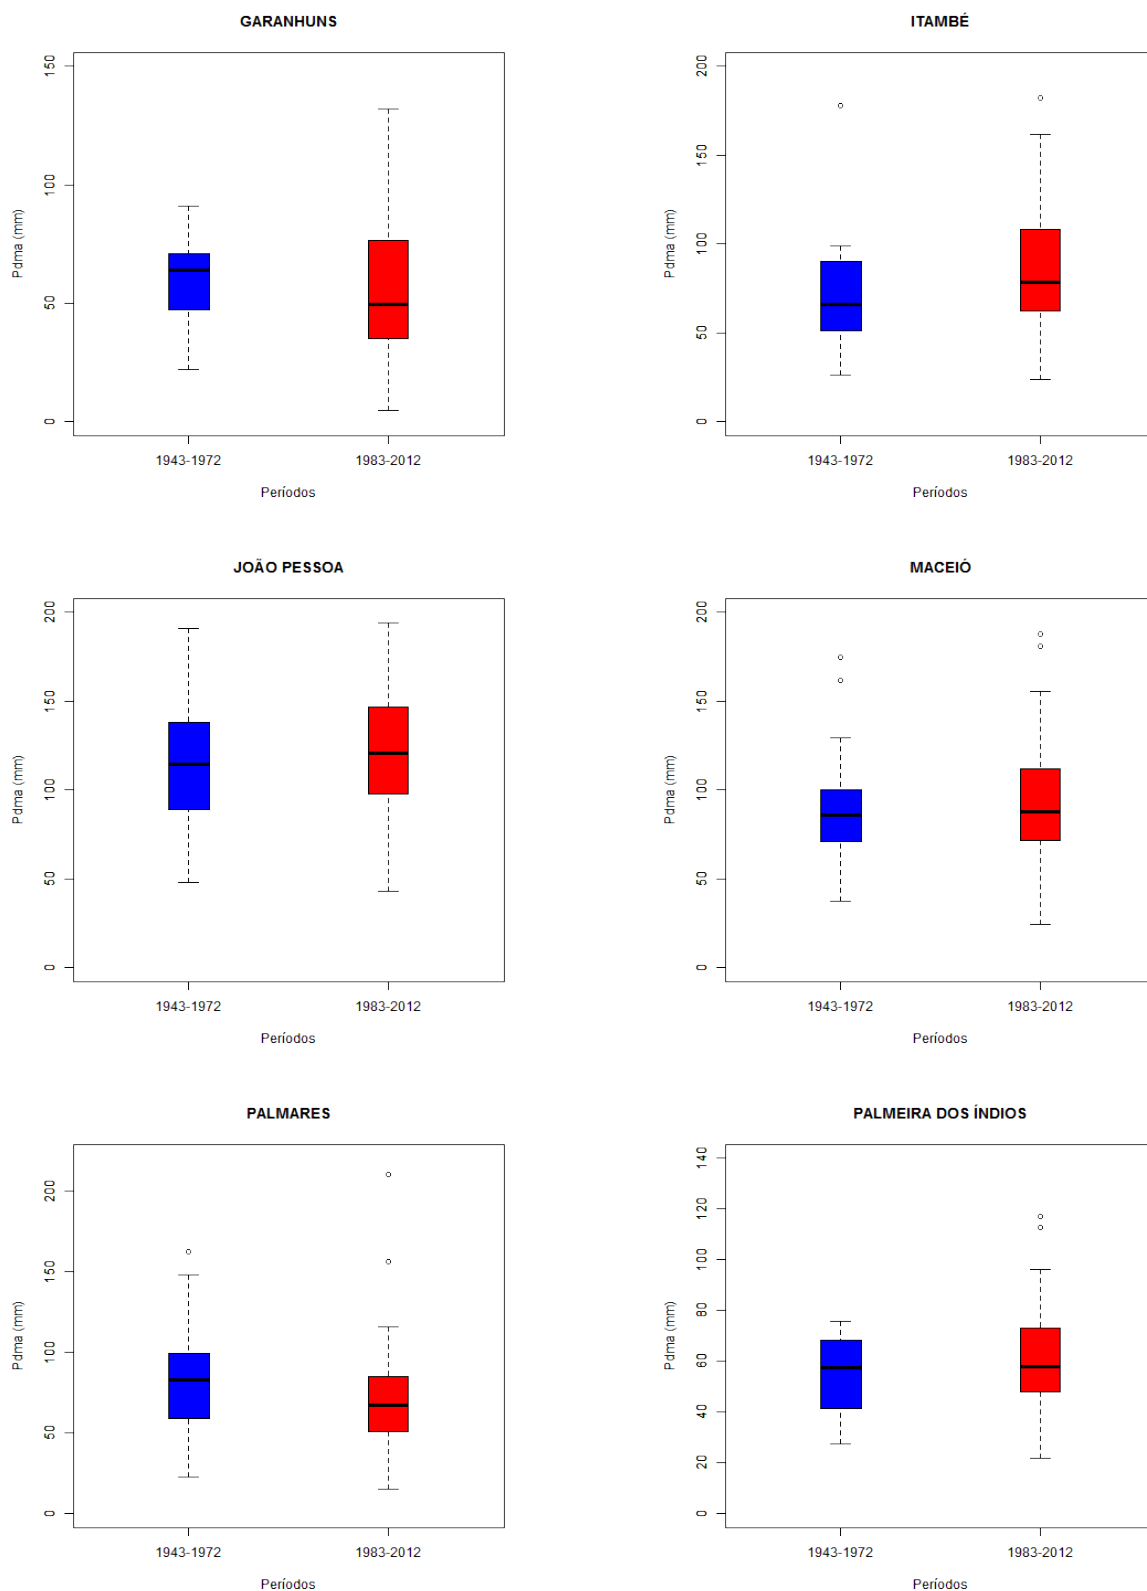 GARANHUNS
Pdma (mm)
150
100
50
0
1943-1972
1983-2012
Períodos
ITAMBÉ
Pdma (mm)
200
150
100
50
0
1943-1972
1983-2012
Períodos
JOÃO PESSOA
Pdma (mm)
200
150
100
50
0
1943-1972
1983-2012
Períodos
MACEIÓ
Pdma (mm)
200
150
100
50
0
1943-1972
1983-2012
Períodos
PALMARES
Pdma (mm)
200
150
100
50
0
1943-1972
1983-2012
Períodos
PALMEIRA DOS ÍNDIOS
Pdma (mm)
140
120
100
80
60
40
20
0
1943-1972
1983-2012
Períodos